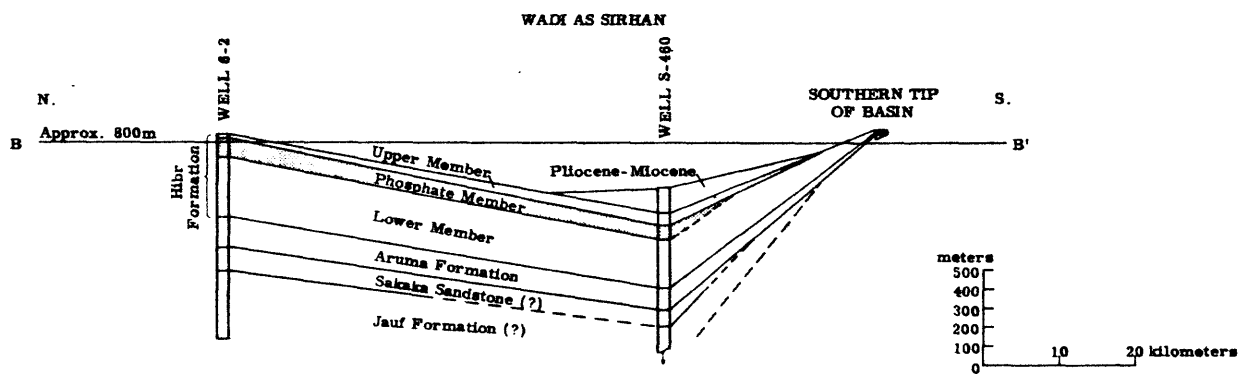 WADI AS SIRHAN
WELL 6-2
WELL S-460
N.
SOUTHERN TIP
OF BASIN
S.
B
Approx. 800m
B'
Hibr
Formation
Upper Member
Pliocene-Miocene
Phosphate Member
Lower Member
Aruma Formation
Sakaka Sandstone (?)
Jauf Formation (?)
meters
500
400
300
200
100
0
10
20 kilometers